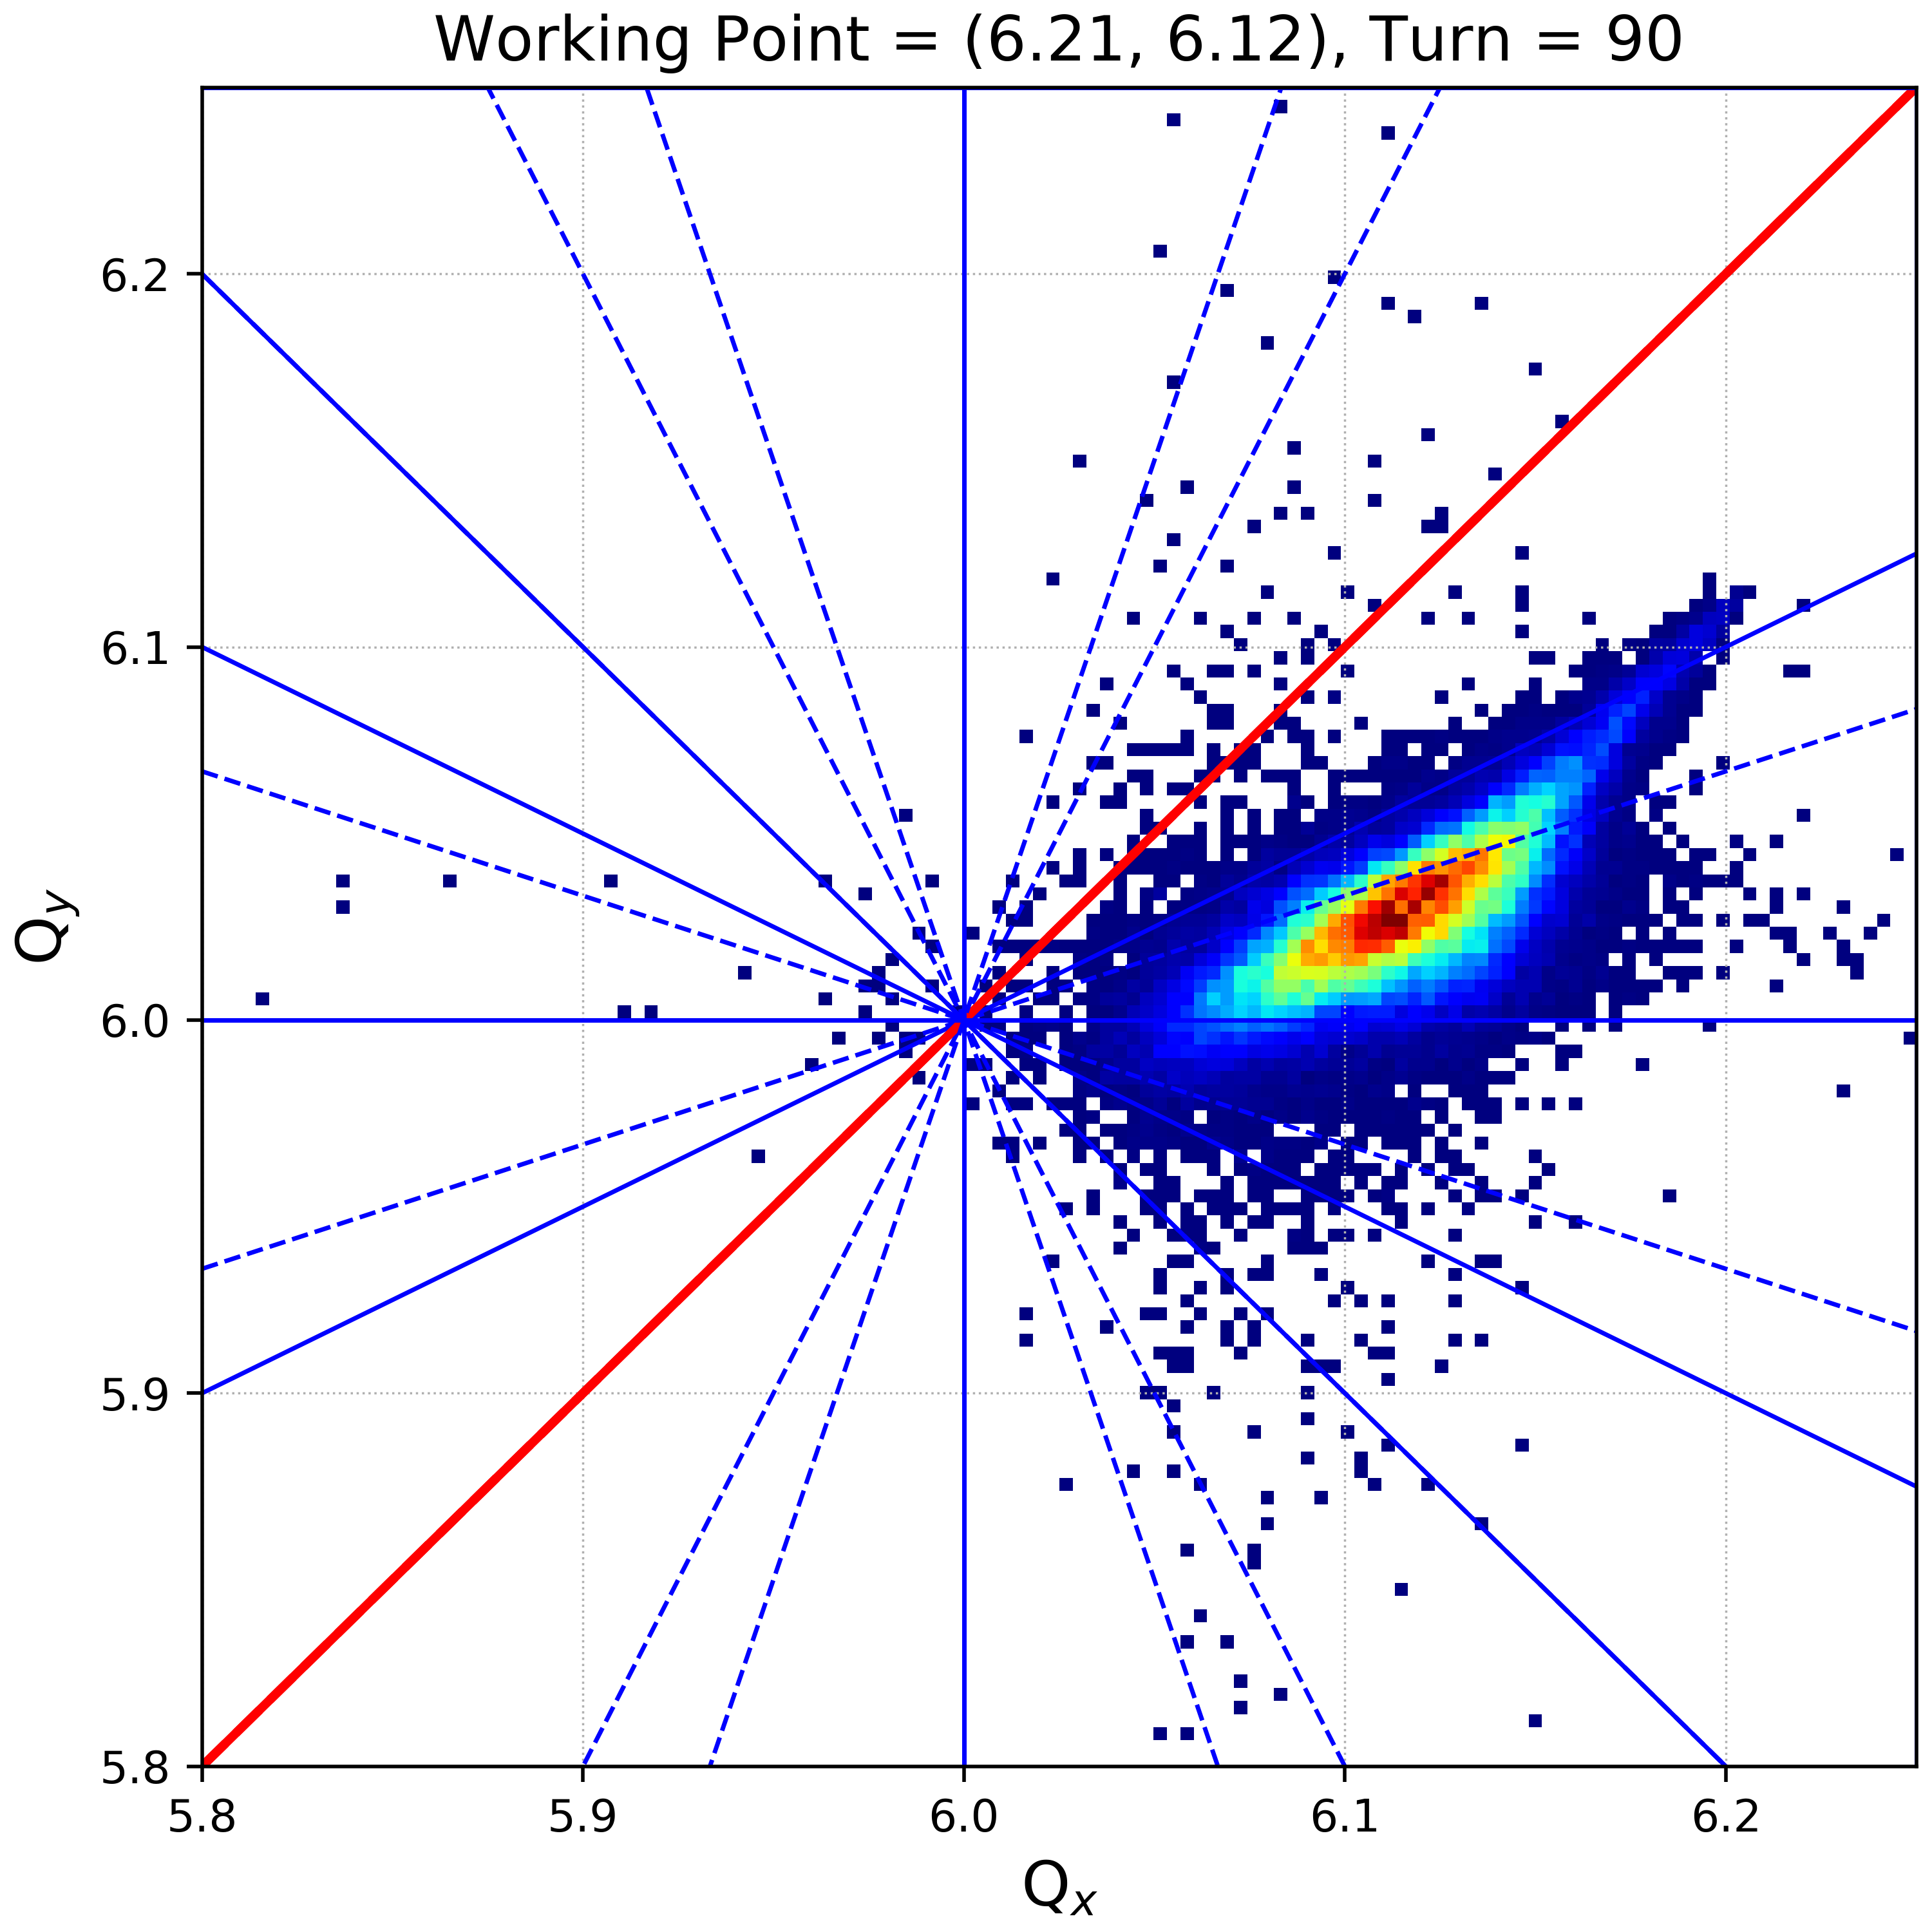 Working Point = (6.21, 6.12), Turn = 90
6.2
6.1
6.0
5.9
5.8
Qy
5.8 5.9 6.0 6.1 6.2
Qx